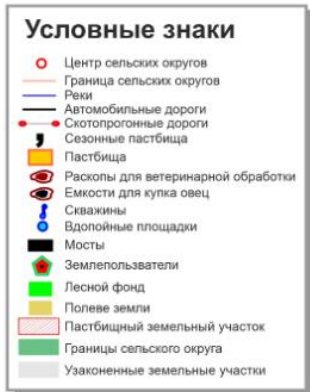 Условные знаки
Центр сельских округов
Граница сельских округов
Реки
Автомобильные дороги
Скотопрогонные дороги
Сезонные пастбища
Пастбища
Расколы для ветеринарной обработки
Емкости для купка овец
Скважины
Вдопойные площадки
Мосты
Землепользватели
Лесной фонд
Полеве земли
Пастбищный земельный участок
Границы сельского округа
Узаконенные земельные участки